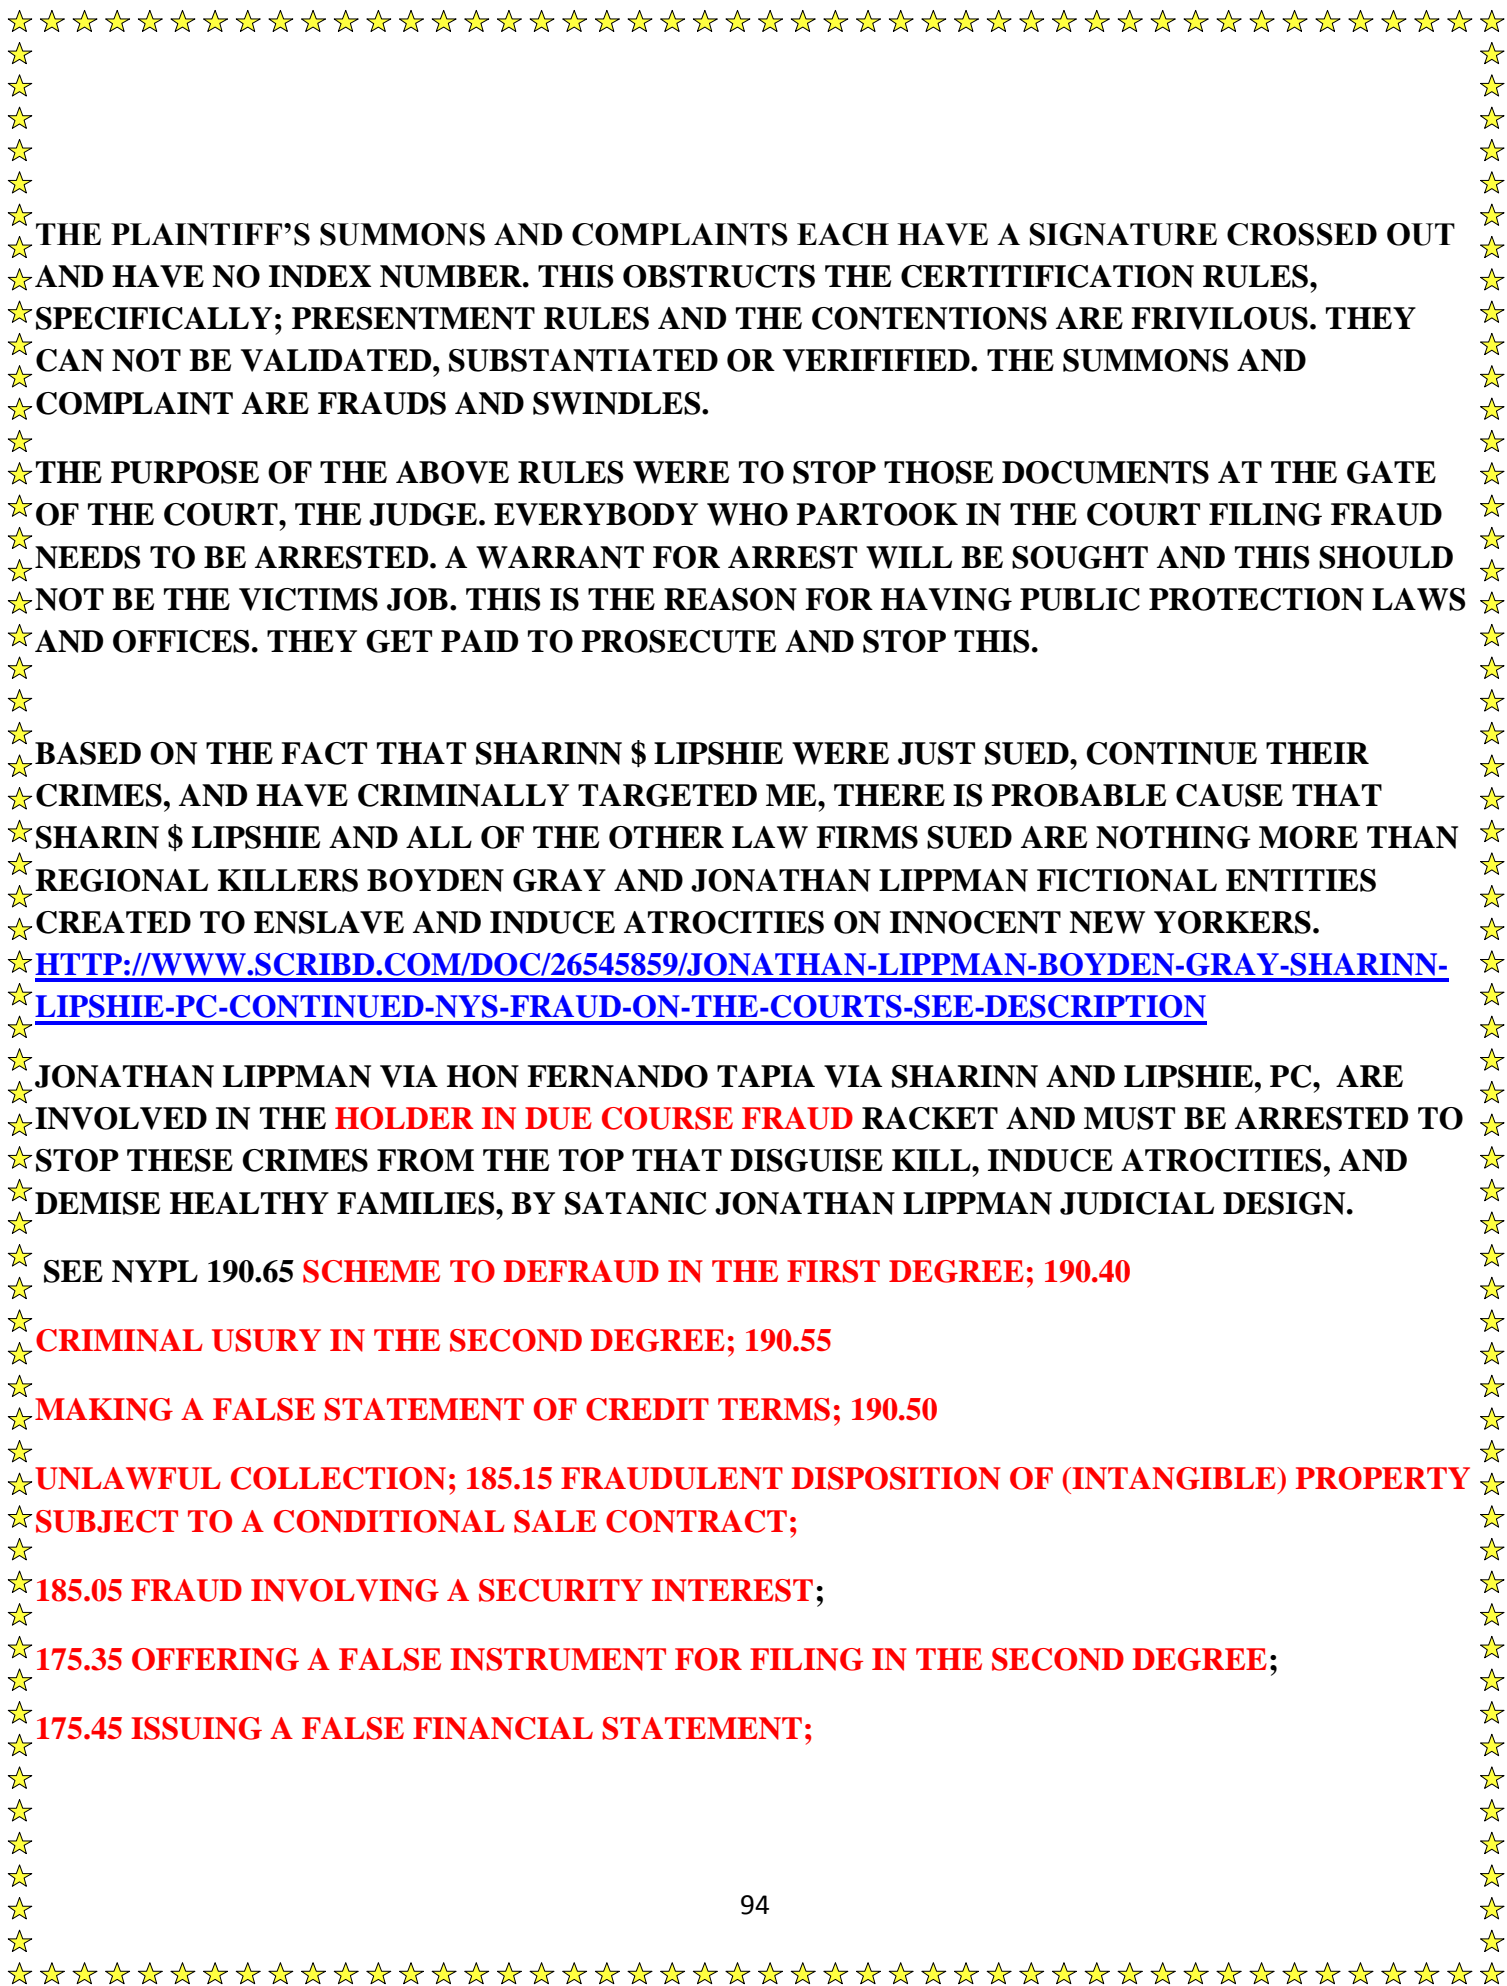 THE PLAINTIFF’S SUMMONS AND COMPLAINTS EACH HAVE A SIGNATURE CROSSED OUT
AND HAVE NO INDEX NUMBER. THIS OBSTRUCTS THE CERTITIFICATION RULES,
SPECIFICALLY; PRESENTMENT RULES AND THE CONTENTIONS ARE FRIVILOUS. THEY
CAN NOT BE VALIDATED, SUBSTANTIATED OR VERIFIFIED. THE SUMMONS AND
COMPLAINT ARE FRAUDS AND SWINDLES.
THE PURPOSE OF THE ABOVE RULES WERE TO STOP THOSE DOCUMENTS AT THE GATE
OF THE COURT, THE JUDGE. EVERYBODY WHO PARTOOK IN THE COURT FILING FRAUD
NEEDS TO BE ARRESTED. A WARRANT FOR ARREST WILL BE SOUGHT AND THIS SHOULD
NOT BE THE VICTIMS JOB. THIS IS THE REASON FOR HAVING PUBLIC PROTECTION LAWS
AND OFFICES. THEY GET PAID TO PROSECUTE AND STOP THIS.
BASED ON THE FACT THAT SHARINN $ LIPSHIE WERE JUST SUED, CONTINUE THEIR
CRIMES, AND HAVE CRIMINALLY TARGETED ME, THERE IS PROBABLE CAUSE THAT
SHARIN $ LIPSHIE AND ALL OF THE OTHER LAW FIRMS SUED ARE NOTHING MORE THAN
REGIONAL KILLERS BOYDEN GRAY AND JONATHAN LIPPMAN FICTIONAL ENTITIES
CREATED TO ENSLAVE AND INDUCE ATROCITIES ON INNOCENT NEW YORKERS.
HTTP://WWW.SCRIBD.COM/DOC/26545859/JONATHAN-LIPPMAN-BOYDEN-GRAY-SHARINN-
LIPSHIE-PC-CONTINUED-NYS-FRAUD-ON-THE-COURTS-SEE-DESCRIPTION
JONATHAN LIPPMAN VIA HON FERNANDO TAPIA VIA SHARINN AND LIPSHIE, PC, ARE
INVOLVED IN THE HOLDER IN DUE COURSE FRAUD RACKET AND MUST BE ARRESTED TO
STOP THESE CRIMES FROM THE TOP THAT DISGUISE KILL, INDUCE ATROCITIES, AND
DEMISE HEALTHY FAMILIES, BY SATANIC JONATHAN LIPPMAN JUDICIAL DESIGN.
SEE NYPL 190.65 SCHEME TO DEFRAUD IN THE FIRST DEGREE; 190.40
CRIMINAL USURY IN THE SECOND DEGREE; 190.55
MAKING A FALSE STATEMENT OF CREDIT TERMS; 190.50
UNLAWFUL COLLECTION; 185.15 FRAUDULENT DISPOSITION OF (INTANGIBLE) PROPERTY
SUBJECT TO A CONDITIONAL SALE CONTRACT;
185.05 FRAUD INVOLVING A SECURITY INTEREST;
175.35 OFFERING A FALSE INSTRUMENT FOR FILING IN THE SECOND DEGREE;
175.45 ISSUING A FALSE FINANCIAL STATEMENT;
94